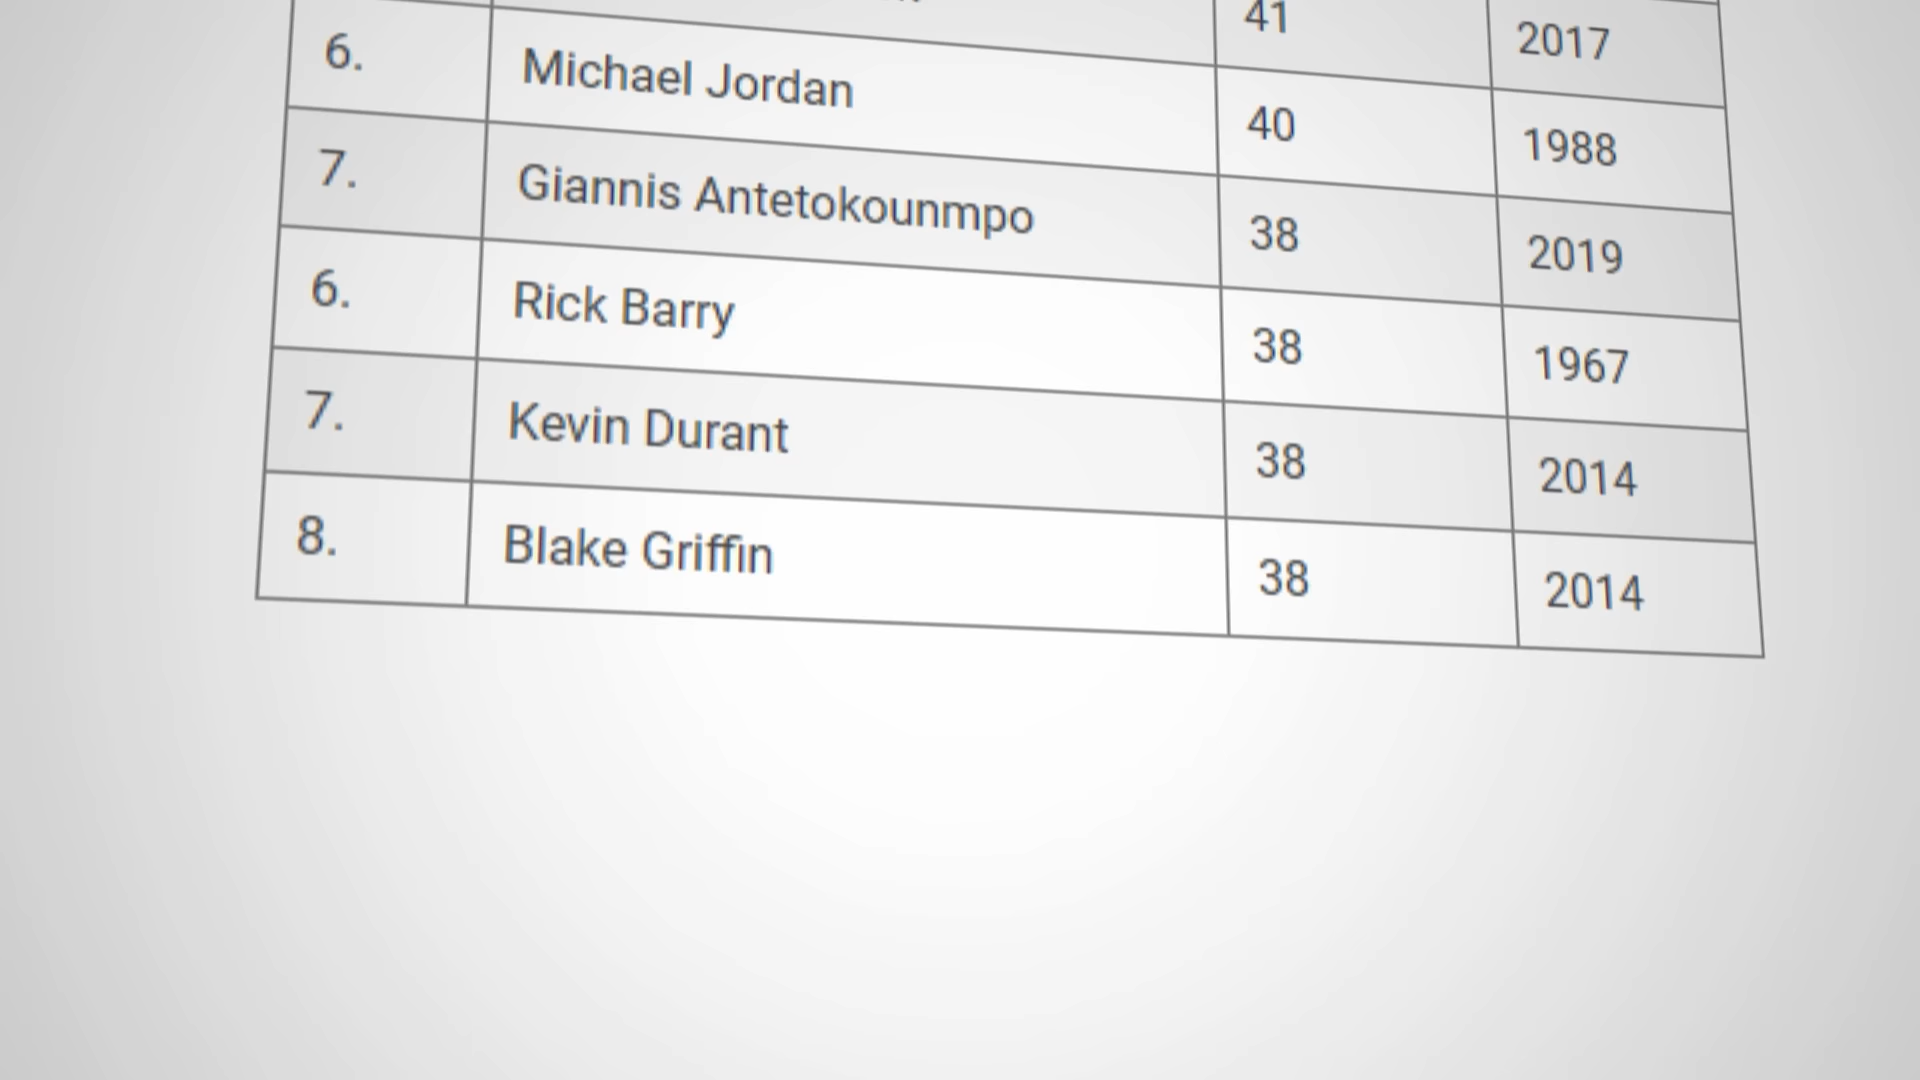 41 2017
6. Michael Jordan 40 1988
7. Giannis Antetokounmpo 38 2019
6. Rick Barry 38 1967
7. Kevin Durant 38 2014
8. Blake Griffin 38 2014